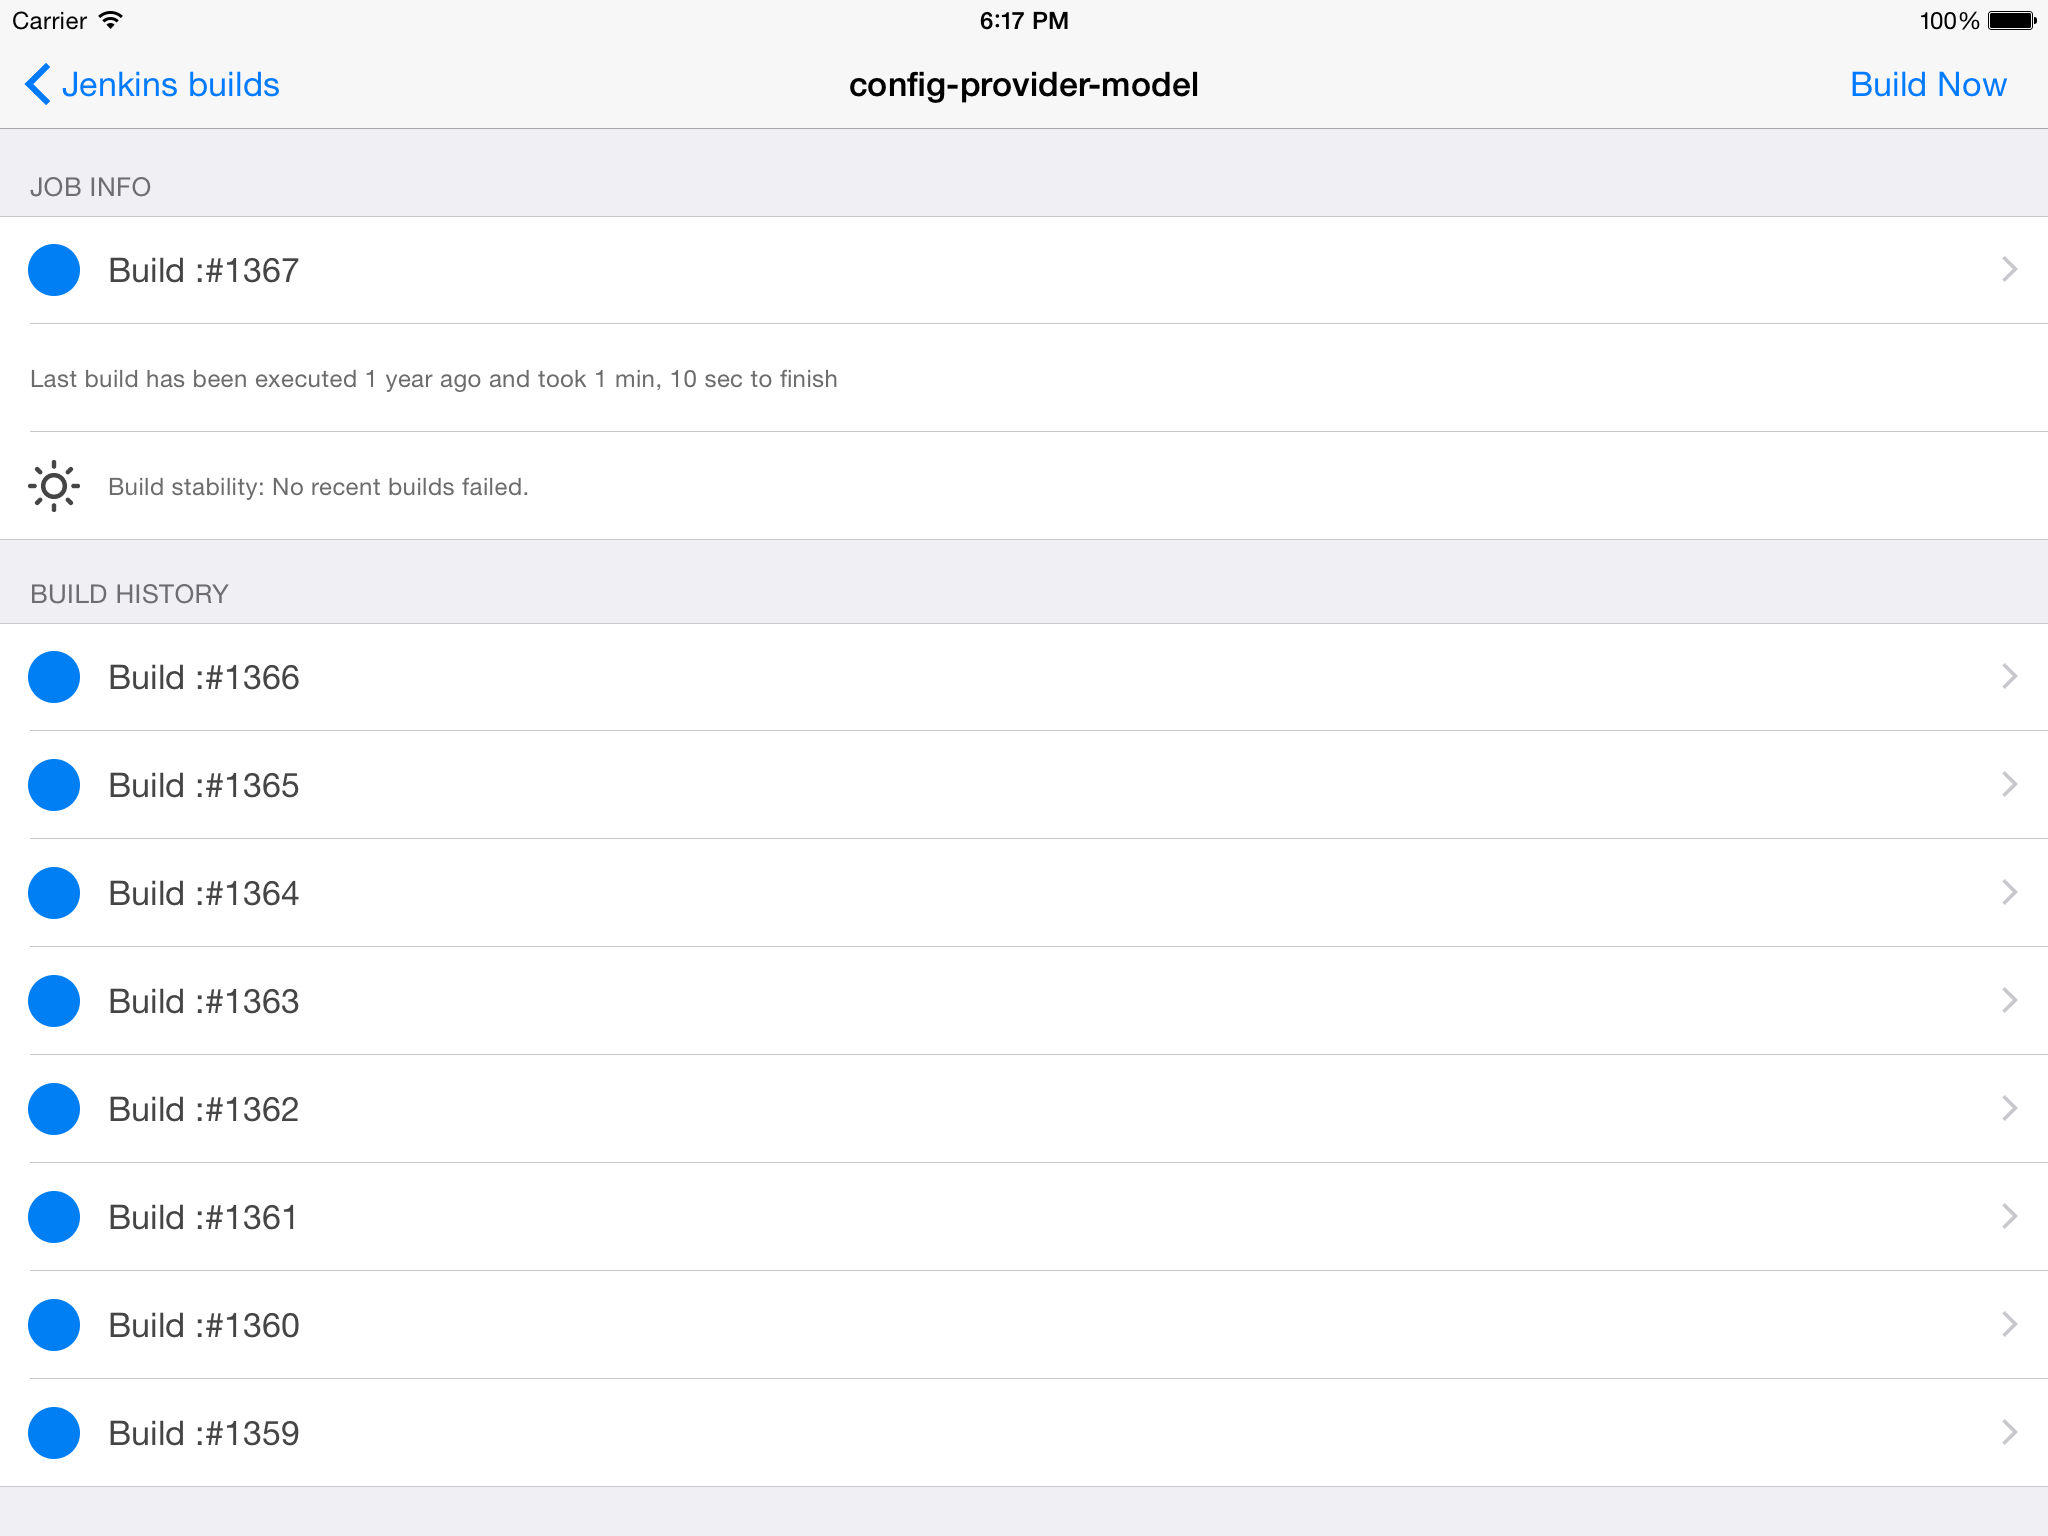 Carrier 6:17 PM 100%
Jenkins builds config-provider-model Build Now
JOB INFO
Build :#1367
Last build has been executed 1 year ago and took 1 min, 10 sec to finish
Build stability: No recent builds failed.
BUILD HISTORY
Build :#1366
Build :#1365
Build :#1364
Build :#1363
Build :#1362
Build :#1361
Build :#1360
Build :#1359